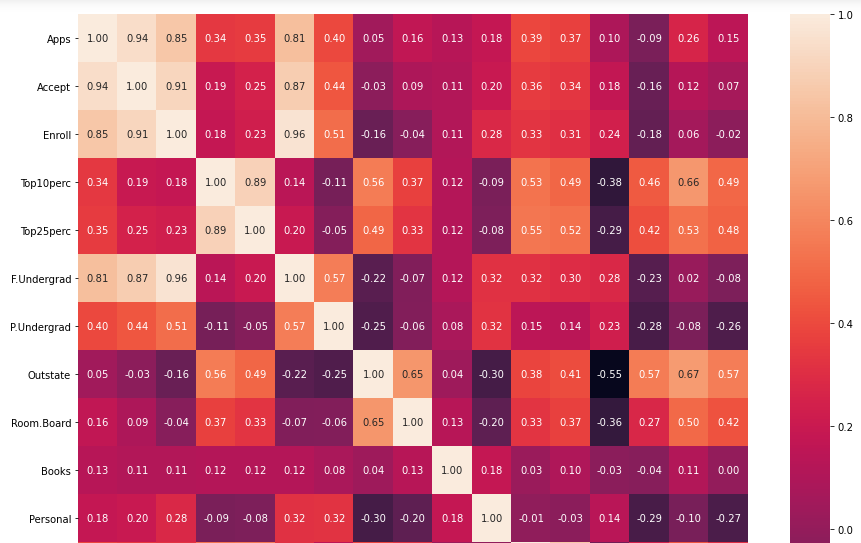 Apps 1.00 0.94 0.85 0.34 0.35 0.81 0.40 0.05 0.16 0.13 0.18 0.39 0.37 0.10 -0.09 0.26 0.15
Accept 0.94 1.00 0.91 0.19 0.25 0.87 0.44 -0.03 0.09 0.11 0.20 0.36 0.34 0.18 -0.16 0.12 0.07
Enroll 0.85 0.91 1.00 0.18 0.23 0.96 0.51 -0.16 -0.04 0.11 0.28 0.33 0.31 0.24 -0.18 0.06 -0.02
Top10perc 0.34 0.19 0.18 1.00 0.89 0.14 -0.11 0.56 0.37 0.12 -0.09 0.53 0.49 -0.38 0.46 0.66 0.49
Top25perc 0.35 0.25 0.23 0.89 1.00 0.20 -0.05 0.49 0.33 0.12 -0.08 0.55 0.52 -0.29 0.42 0.53 0.48
F.Undergrad 0.81 0.87 0.96 0.14 0.20 1.00 0.57 -0.22 -0.07 0.12 0.32 0.32 0.30 0.28 -0.23 0.02 -0.08
P.Undergrad 0.40 0.44 0.51 -0.11 -0.05 0.57 1.00 -0.25 -0.06 0.08 0.32 0.15 0.14 0.23 -0.28 -0.08 -0.26
Outstate 0.05 -0.03 -0.16 0.56 0.49 -0.22 -0.25 1.00 0.65 0.04 -0.30 0.38 0.41 -0.55 0.57 0.67 0.57
Room.Board 0.16 0.09 -0.04 0.37 0.33 -0.07 -0.06 0.65 1.00 0.13 -0.20 0.33 0.37 -0.36 0.27 0.50 0.42
Books 0.13 0.11 0.11 0.12 0.12 0.12 0.08 0.04 0.13 1.00 0.18 0.03 0.10 -0.03 -0.04 0.11 0.00
Personal 0.18 0.20 0.28 -0.09 -0.08 0.32 0.32 -0.30 -0.20 0.18 1.00 -0.01 -0.03 0.14 -0.29 -0.10 -0.27
1.0
0.8
0.6
0.4
0.2
0.0